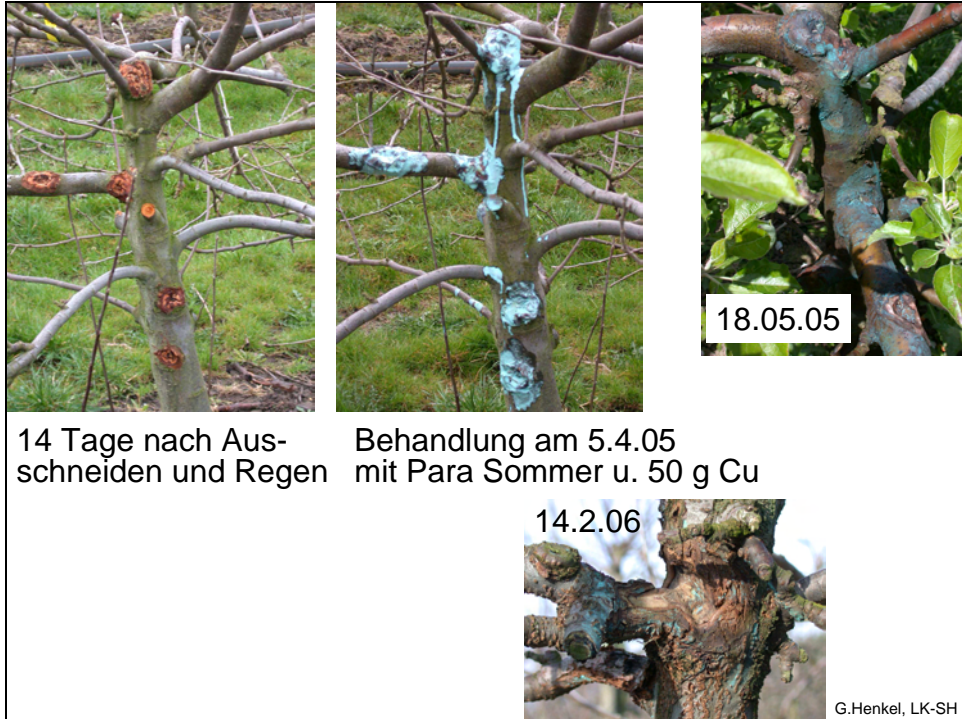 18.05.05
14 Tage nach Aus-
schneiden und Regen
Behandlung am 5.4.05
mit Para Sommer u. 50 g Cu
14.2.06
G.Henkel, LK-SH